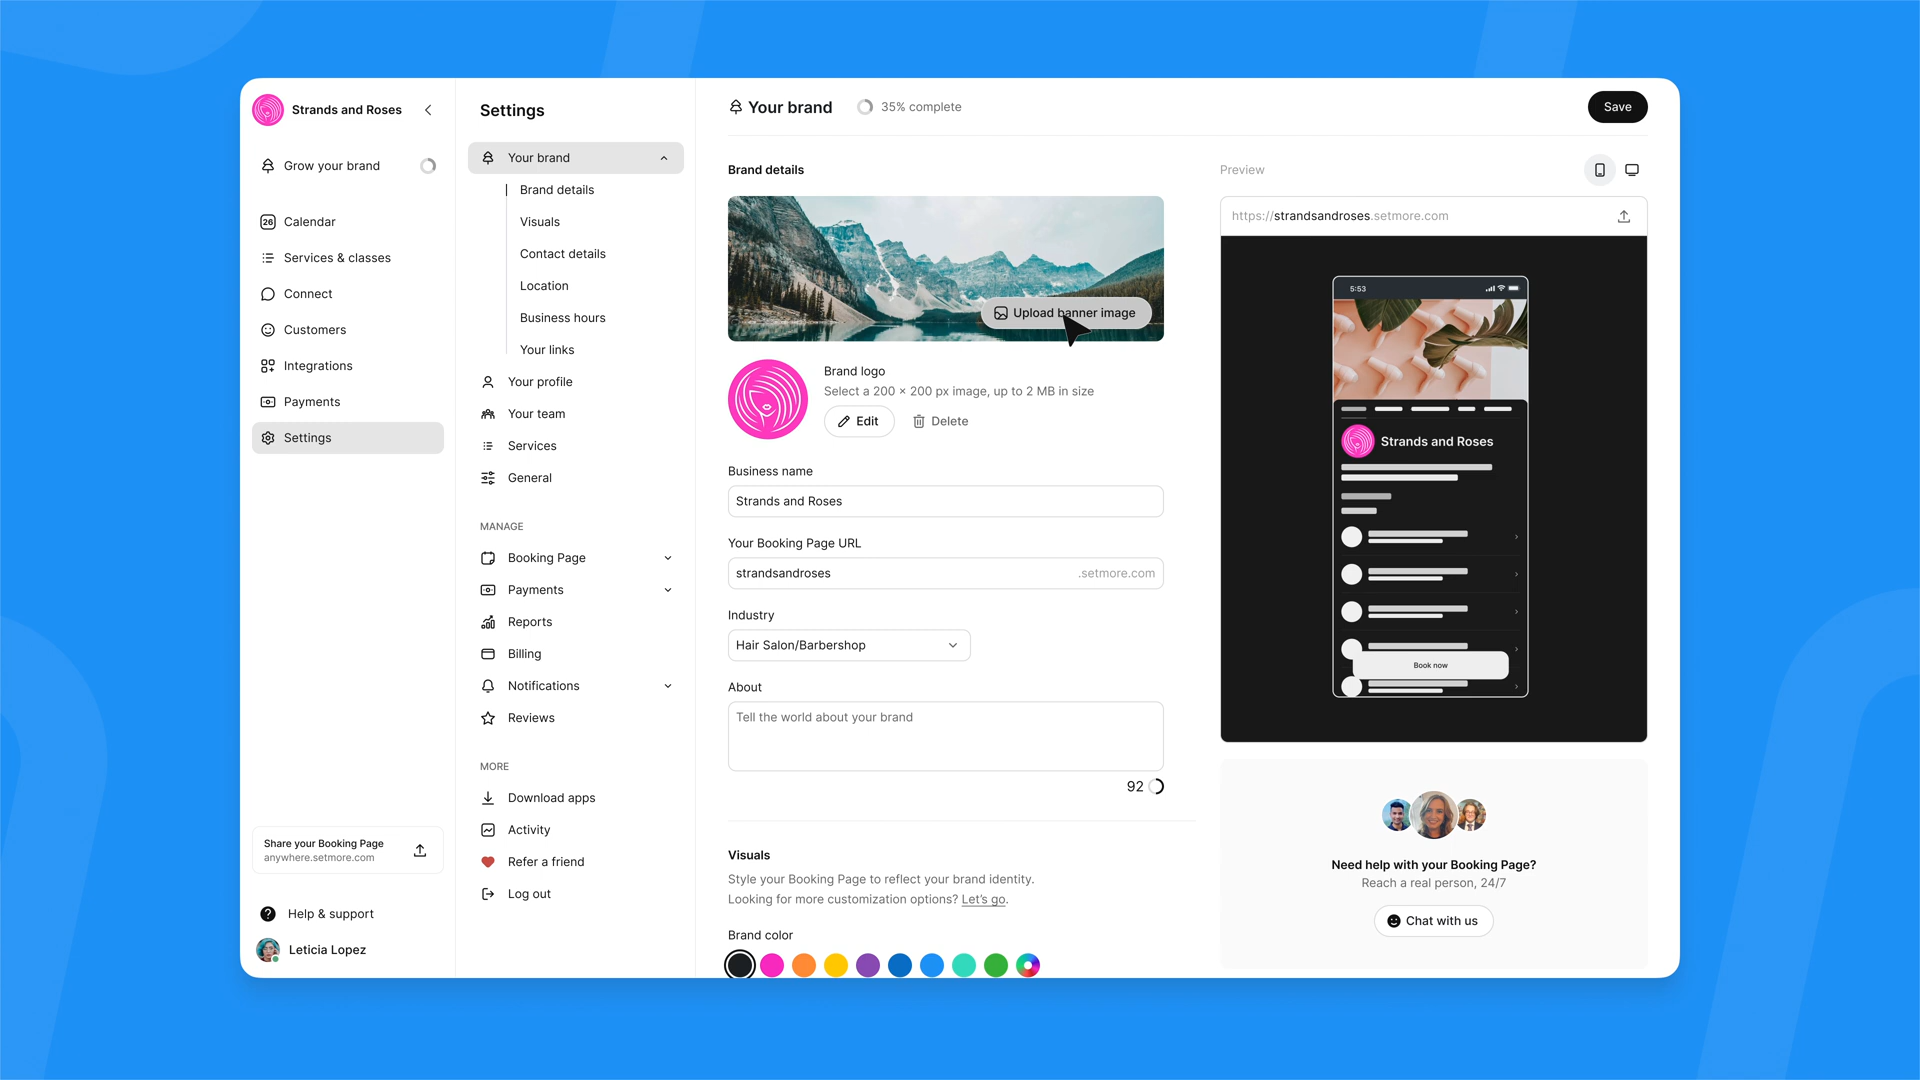 Strands and Roses
Grow your brand
26
Calendar
Services & classes
Connect
Customers
Integrations
Payments
Settings
Share your Booking Page
anywhere.setmore.com
Help & support
Leticia Lopez
Settings
Your brand
Brand details
Visuals
Contact details
Location
Business hours
Your links
Your profile
Your team
Services
General
MANAGE
Booking Page
Payments
Reports
Billing
Notifications
Reviews
MORE
Download apps
Activity
Refer a friend
Log out
Your brand
35% complete
Save
Brand details
Upload banner image
Brand logo
Select a 200 × 200 px image, up to 2 MB in size
Edit
Delete
Business name
Strands and Roses
Your Booking Page URL
strandsandroses
.setmore.com
Industry
Hair Salon/Barbershop
About
Tell the world about your brand
92
Visuals
Style your Booking Page to reflect your brand identity.
Looking for more customization options? Let's go.
Brand color
Preview
https://strandsandroses.setmore.com
5:53
Strands and Roses
Book now
Need help with your Booking Page?
Reach a real person, 24/7
Chat with us